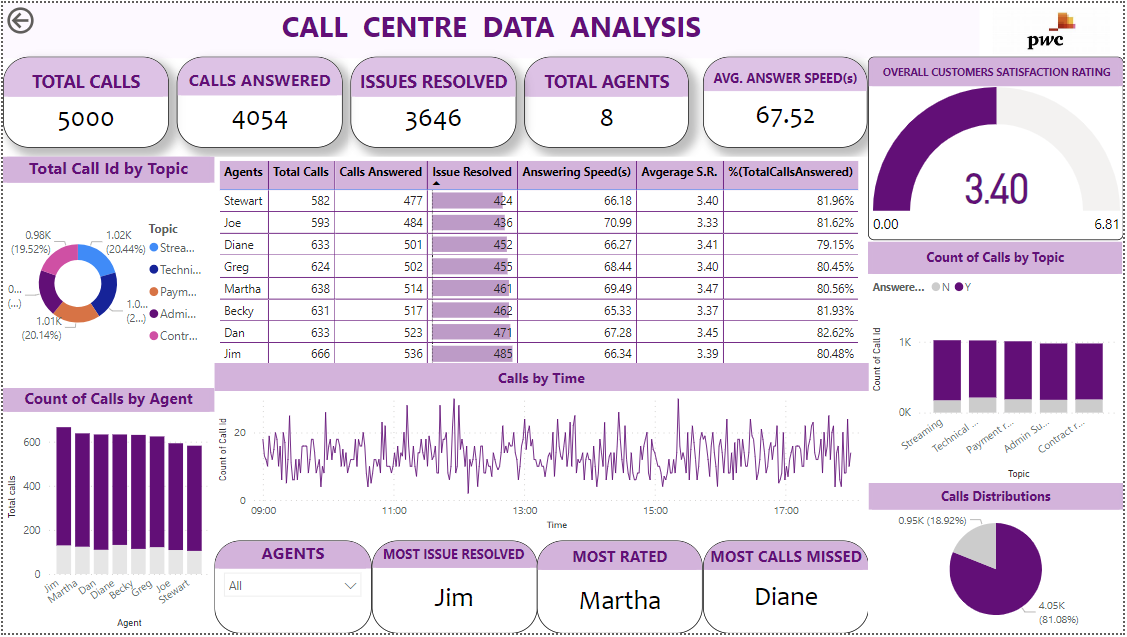 CALL CENTRE DATA ANALYSIS
pwc
TOTAL CALLS
5000
CALLS ANSWERED
4054
ISSUES RESOLVED
3646
TOTAL AGENTS
8
AVG. ANSWER SPEED(s)
67.52
OVERALL CUSTOMERS SATISFACTION RATING
3.40
0.00 6.81
Total Call Id by Topic
0.98K
(19.52%)
1.02K
(20.44%)
0...
(...)
1.0...
(2...)
1.01K
(20.14%)
Topic
Strea...
Techni...
Paym...
Admi...
Contr...
Agents Total Calls Calls Answered Issue Resolved Answering Speed(s) Avgerage S.R. %(TotalCallsAnswered)
Stewart 582 477 424 66.18 3.40 81.96%
Joe 593 484 436 70.99 3.33 81.62%
Diane 633 501 452 66.27 3.41 79.15%
Greg 624 502 455 68.44 3.40 80.45%
Martha 638 514 461 69.49 3.47 80.56%
Becky 631 517 462 65.33 3.37 81.93%
Dan 633 523 471 67.28 3.45 82.62%
Jim 666 536 485 66.34 3.39 80.48%
Count of Calls by Topic
Answere... N Y
Count of Call Id
1K
0K
Streaming
Technical ...
Payment r...
Admin Su...
Contract r...
Topic
Count of Calls by Agent
Total calls
600
400
200
0
Jim
Martha
Dan
Diane
Becky
Greg
Joe
Stewart
Agent
Calls by Time
Count of Call Id
20
0
09:00 11:00 13:00 15:00 17:00
Time
Calls Distributions
0.95K (18.92%)
4.05K
(81.08%)
AGENTS
All
MOST ISSUE RESOLVED
Jim
MOST RATED
Martha
MOST CALLS MISSED
Diane